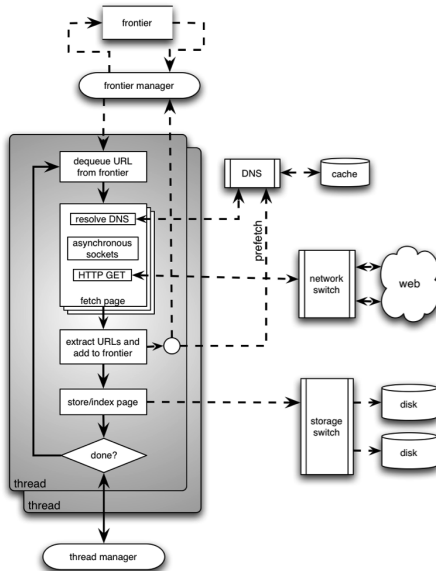 frontier
frontier manager
dequeue URL
from frontier
DNS
cache
resolve DNS
asynchronous
sockets
HTTP GET
fetch page
prefetch
network
switch
web
extract URLs and
add to frontier
store/index page
storage
switch
disk
disk
done?
thread
thread
thread manager